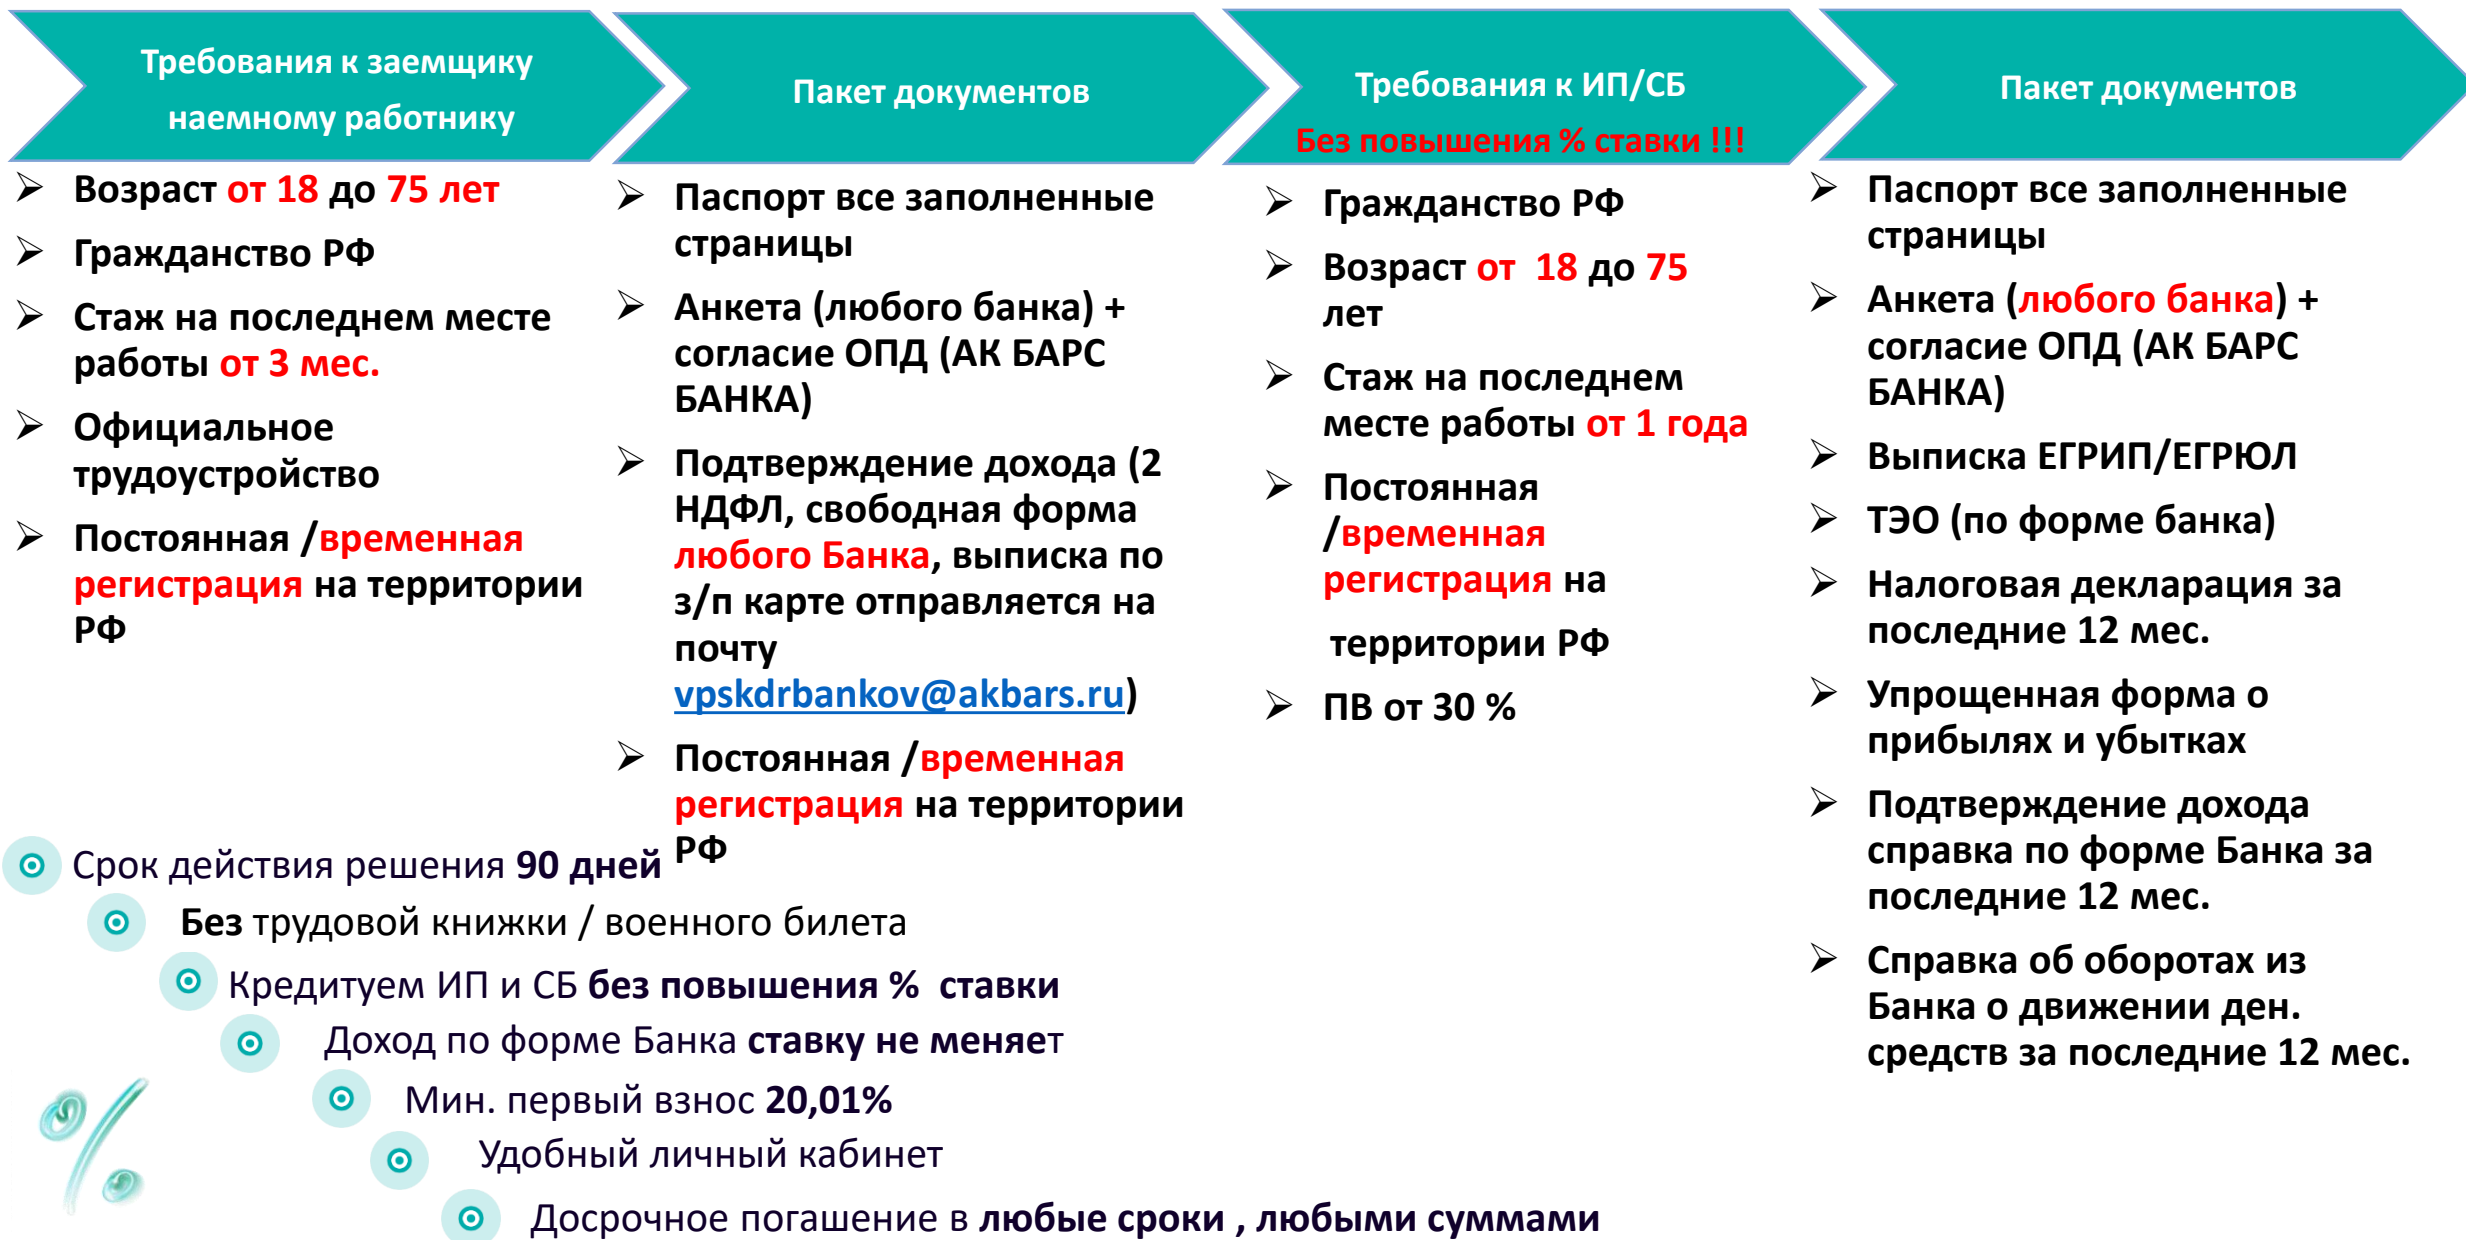 Требования к заемщику
наемному работнику
Возраст от 18 до 75 лет
Гражданство РФ
Стаж на последнем месте
работы от 3 мес.
Официальное
трудоустройство
Постоянная /временная
регистрация на территории
РФ
Пакет документов
Паспорт все заполненные
страницы
Анкета (любого банка) +
согласие ОПД (АК БАРС
БАНКА)
Подтверждение дохода (2
НДФЛ, свободная форма
любого Банка, выписка по
з/п карте отправляется на
почту
vpskdrbankov@akbars.ru)
Постоянная /временная
регистрация на территории
РФ
Требования к ИП/СБ
Без повышения % ставки !!!
Гражданство РФ
Возраст от 18 до 75
лет
Стаж на последнем
месте работы от 1 года
Постоянная
/временная
регистрация на
территории РФ
ПВ от 30 %
Пакет документов
Паспорт все заполненные
страницы
Анкета (любого банка) +
согласие ОПД (АК БАРС
БАНКА)
Выписка ЕГРИП/ЕГРЮЛ
ТЭО (по форме банка)
Налоговая декларация за
последние 12 мес.
Упрощенная форма о
прибылях и убытках
Подтверждение дохода
справка по форме Банка за
последние 12 мес.
Справка об оборотах из
Банка о движении ден.
средств за последние 12 мес.
Срок действия решения 90 дней
Без трудовой книжки / военного билета
Кредитуем ИП и СБ без повышения % ставки
Доход по форме Банка ставку не меняет
Мин. первый взнос 20,01%
Удобный личный кабинет
Досрочное погашение в любые сроки , любыми суммами